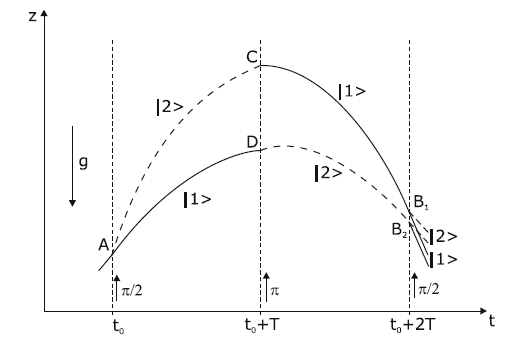 z
C
|2>
|1>
D
g
|2>
|1>
B₁
B₂
A
|2>
|1>
π/2
π
π/2
t₀
t₀+T
t₀+2T
t